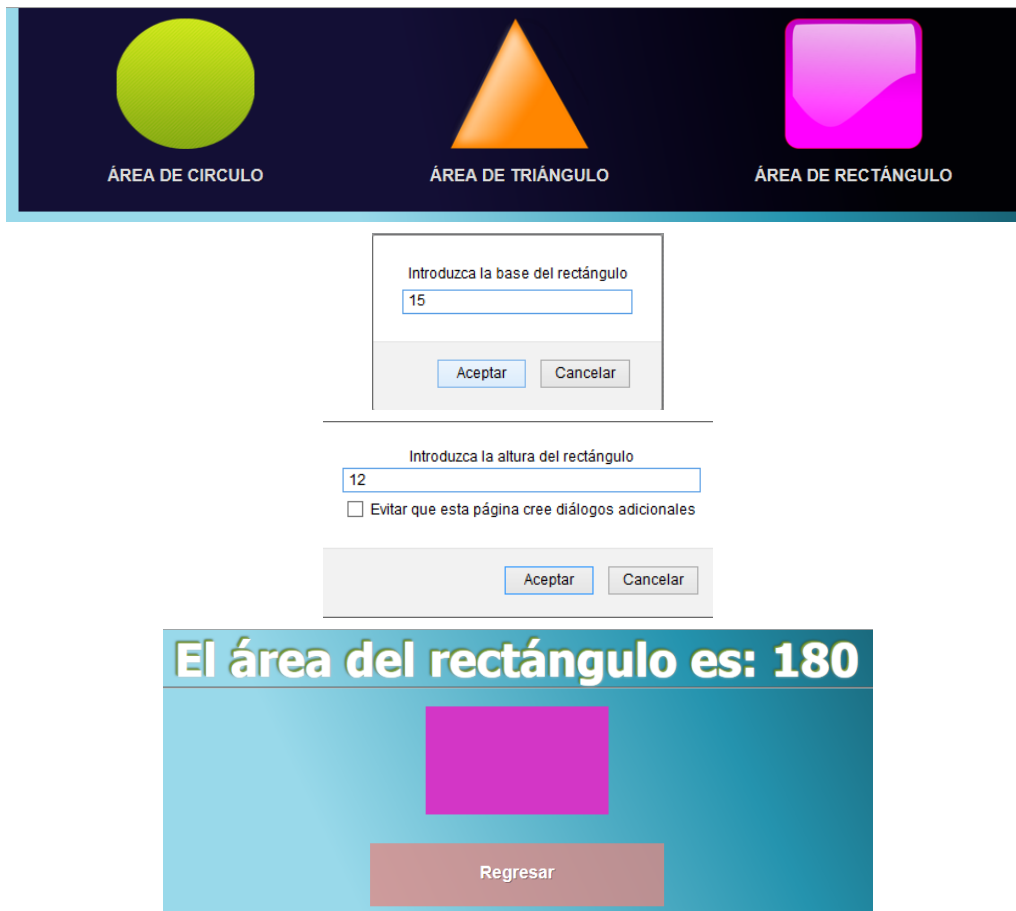 ÁREA DE CIRCULO
ÁREA DE TRIÁNGULO
ÁREA DE RECTÁNGULO
Introduzca la base del rectángulo
15
Aceptar
Cancelar
Introduzca la altura del rectángulo
12
Evitar que esta página cree diálogos adicionales
Aceptar
Cancelar
El área del rectángulo es: 180
Regresar